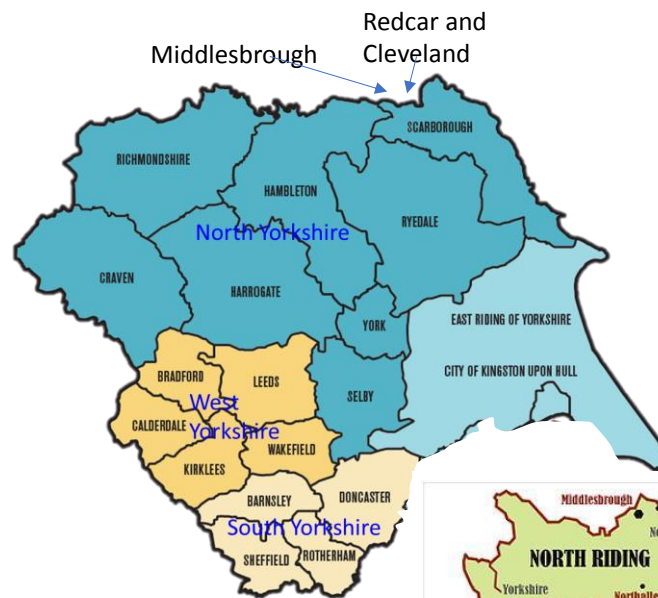 Redcar and
Cleveland
Middlesbrough
SCARBOROUGH
RICHMONDSHIRE
HAMBLETON
RYEDALE
North Yorkshire
CRAVEN
HARROGATE
YORK
EAST RIDING OF YORKSHIRE
BRADFORD
LEEDS
CITY OF KINGSTON UPON HULL
SELBY
West
Yorkshire
CALDERDALE
WAKEFIELD
KIRKLEES
BARNSLEY
DONCASTER
South Yorkshire
SHEFFIELD
ROTHERHAM
Middlesbrough
NORTH RIDING
Yorkshire